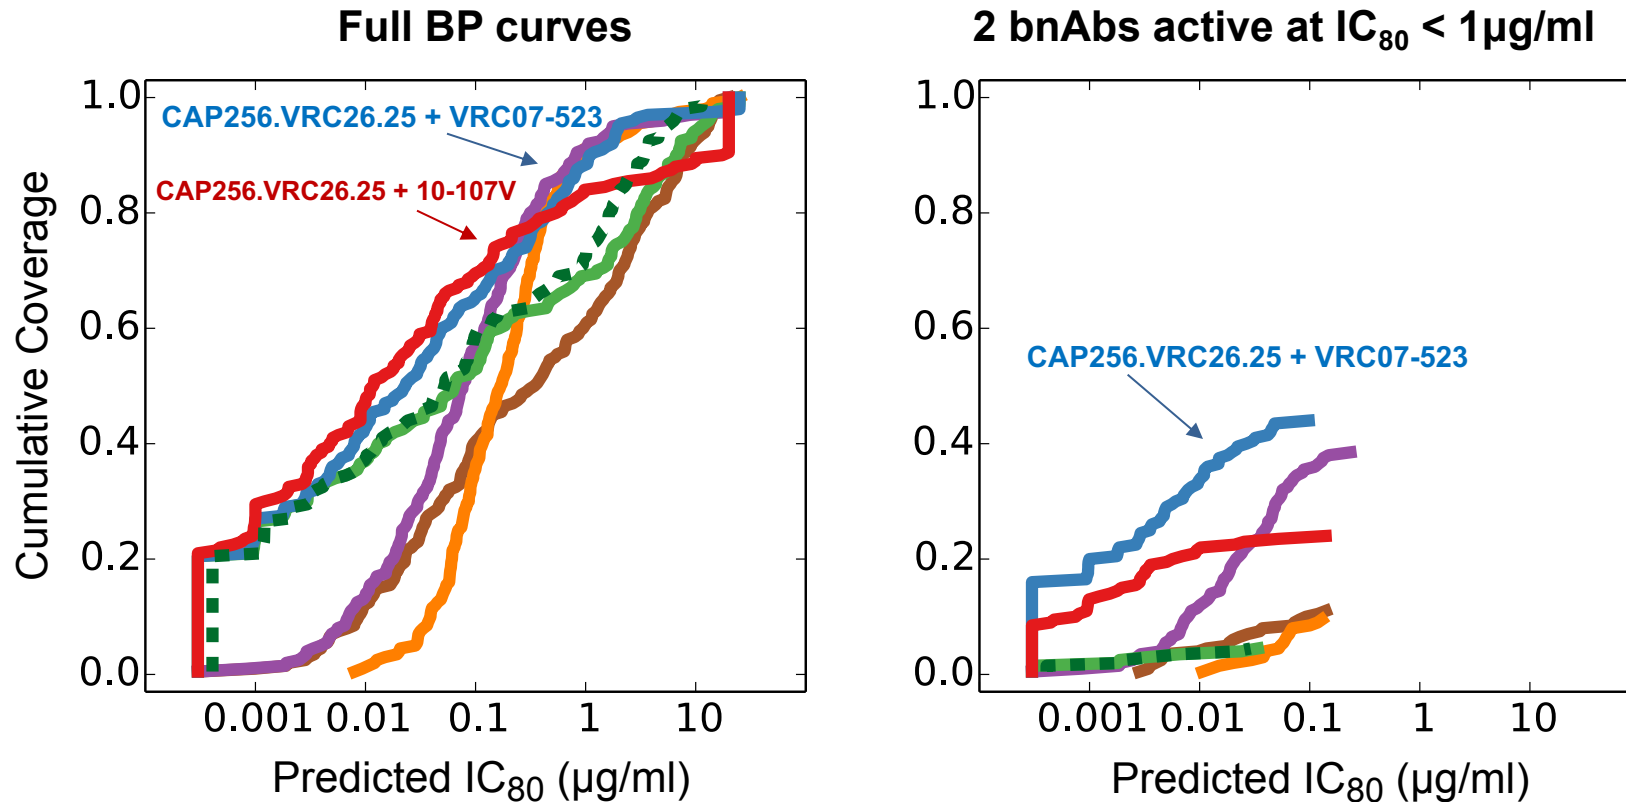 Full BP curves
2 bnAbs active at IC80 < 1µg/ml
Cumulative Coverage
1.0
0.8
0.6
0.4
0.2
0.0
CAP256.VRC26.25 + VRC07-523
CAP256.VRC26.25 + 10-107V
0.001 0.01 0.1 1 10
Predicted IC80 (µg/ml)
1.0
0.8
0.6
0.4
0.2
0.0
CAP256.VRC26.25 + VRC07-523
0.001 0.01 0.1 1 10
Predicted IC80 (µg/ml)